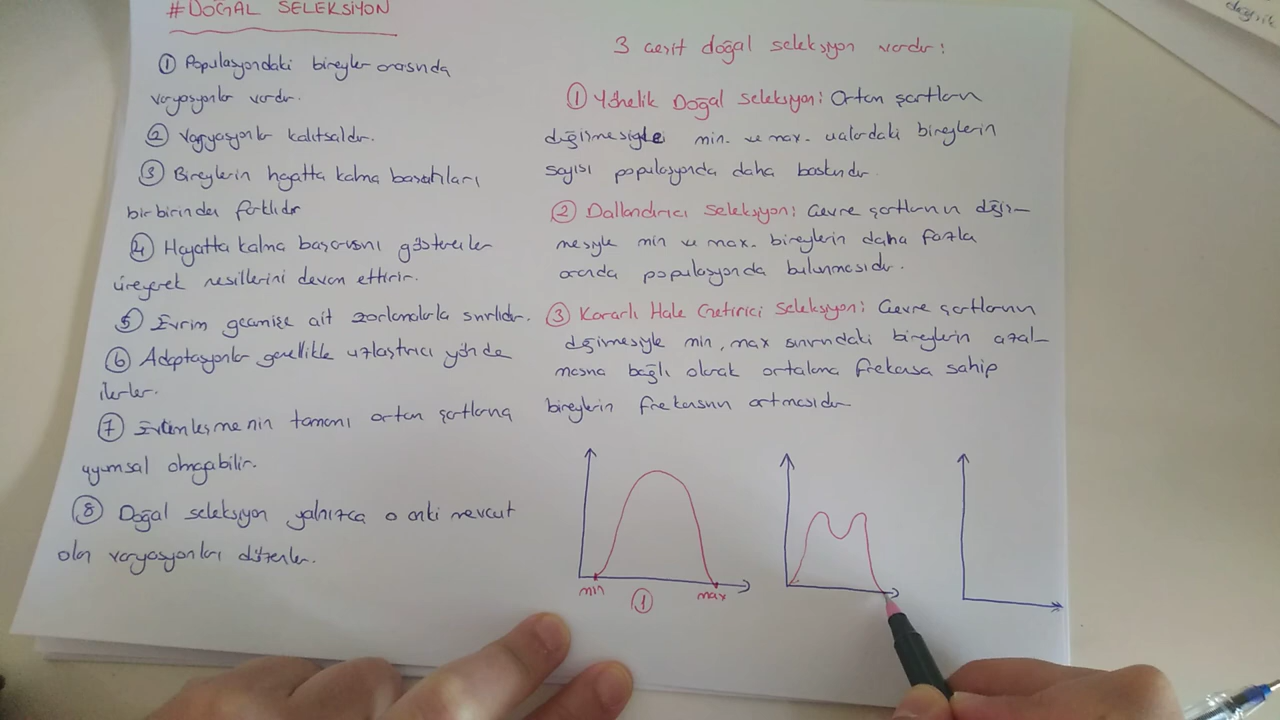 #DOĞAL SELEKSİYON
① Populasyondaki bireyler arasında
varyasyonlar vardır.
② Varyasyonlar kalıtsaldır.
③ Bireylerin hayatta kalma başarıları
birbirinden farklıdır
④ Hayatta kalma başarısını gösterenler
üreyerek nesillerini devam ettirir.
⑤ Evrim geçmişe ait zorlamalarla sınırlıdır.
⑥ Adaptasyonlar genellikle uzlaştırıcı yönde
ilerler.
⑦ Evrimleşmenin tamamı ortam şartlarına
uyumsal olmayabilir.
⑧ Doğal seleksiyon yalnızca o anki mevcut
olan varyasyonları düzenler.
3 çeşit doğal seleksiyon vardır:
① Yönelik Doğal Seleksiyon: Ortam şartların
değişmesiyle min. ve max. uçlardaki bireylerin
sayısı populasyonda daha baskındır.
② Dallandırıcı Seleksiyon: Çevre şartlarının deği-
mesiyle min ve max. bireylerin daha fazla
oranda populasyonda bulunmasıdır.
③ Kararlı Hale Getirici Seleksiyon: Çevre şartlarının
değişmesiyle min, max sınırındaki bireylerin azal-
masına bağlı olarak ortalama frekansa sahip
bireylerin frekansın artmasıdır
min ① max